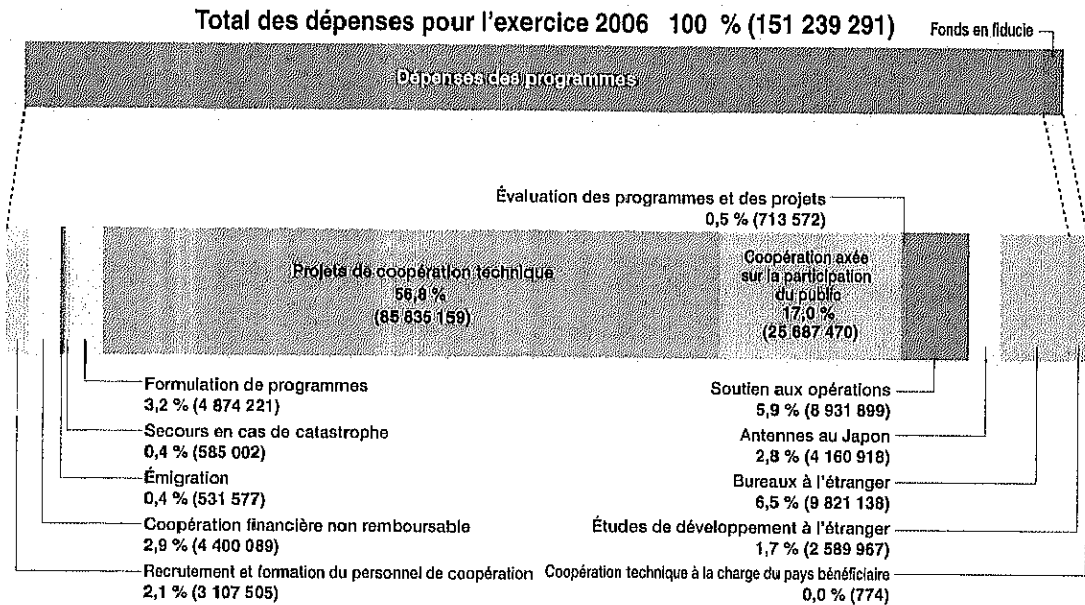 Total des dépenses pour l'exercice 2006 100 % (151 239 291)
Fonds en fiducie
Dépenses des programmes
Évaluation des programmes et des projets
0,5 % (713 572)
Projets de coopération technique
56,8 %
(85 835 159)
Coopération axée
sur la participation
du public
17,0 %
(25 687 470)
Formulation de programmes
3,2 % (4 874 221)
Secours en cas de catastrophe
0,4 % (585 002)
Émigration
0,4 % (531 577)
Coopération financière non remboursable
2,9 % (4 400 089)
Recrutement et formation du personnel de coopération
2,1 % (3 107 505)
Soutien aux opérations
5,9 % (8 931 899)
Antennes au Japon
2,8 % (4 160 918)
Bureaux à l'étranger
6,5 % (9 821 138)
Études de développement à l'étranger
1,7 % (2 589 967)
Coopération technique à la charge du pays bénéficiaire
0,0 % (774)